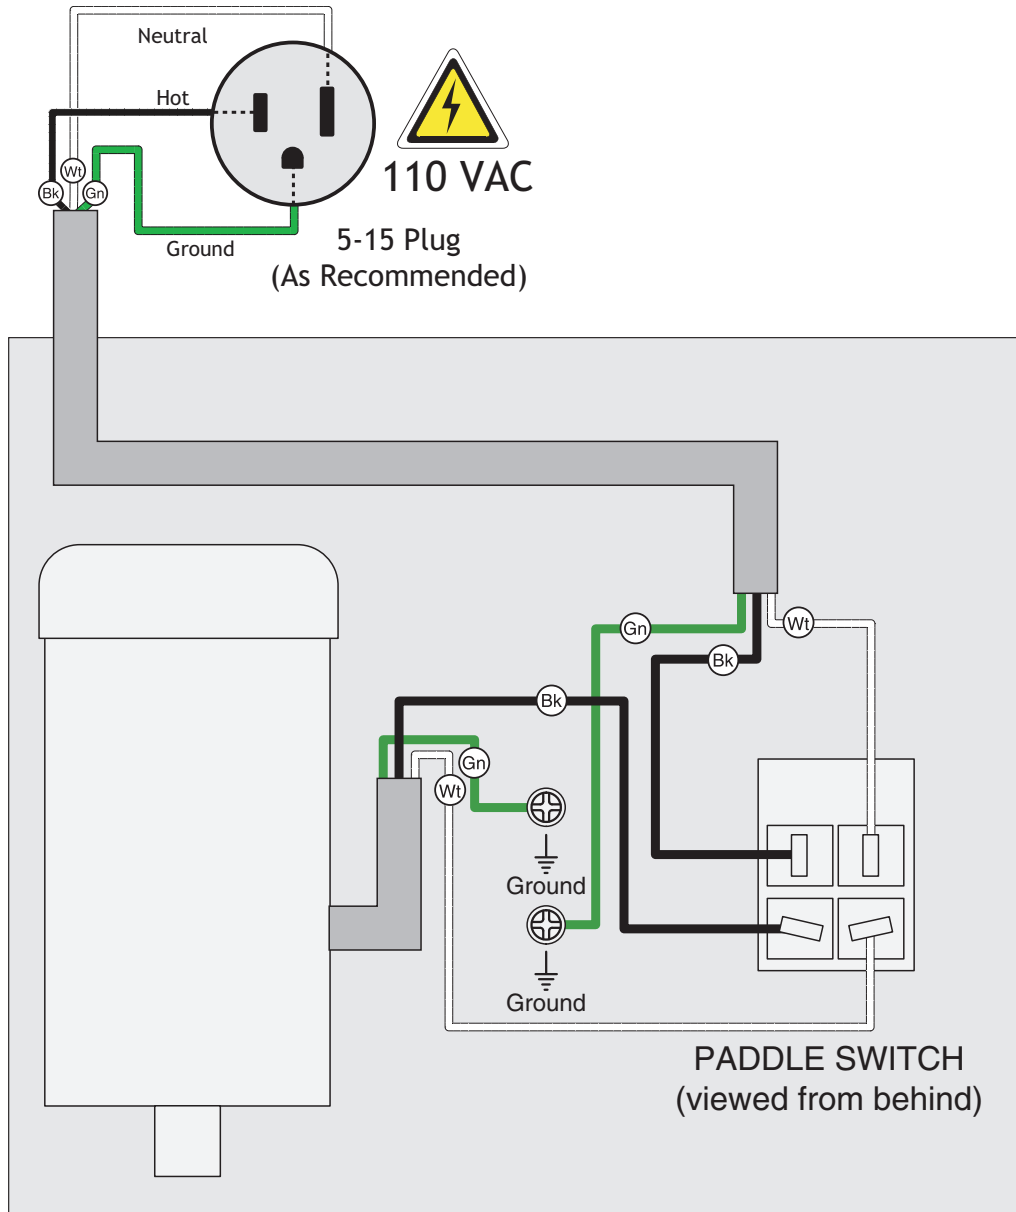 Neutral
Hot
Wt
Bk
Gn
Ground
110 VAC
5-15 Plug
(As Recommended)
Gn
Wt
Bk
Bk
Gn
Wt
Ground
Ground
PADDLE SWITCH
(viewed from behind)